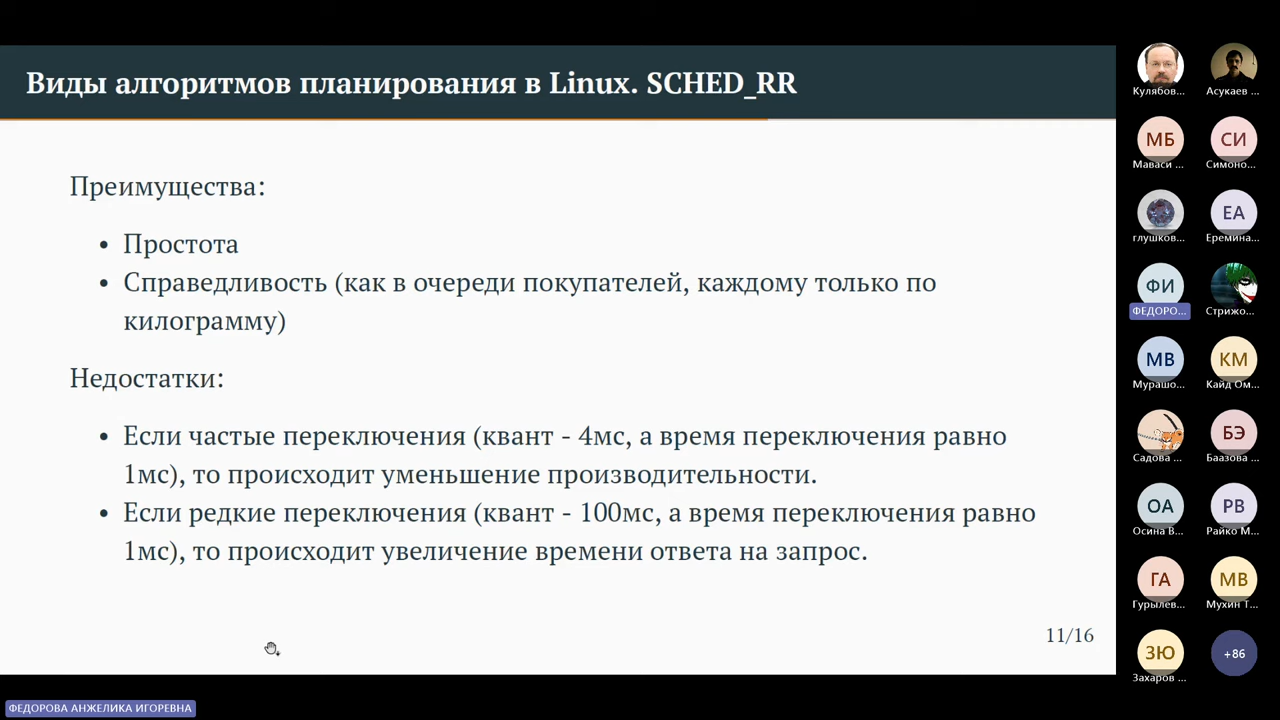 Виды алгоритмов планирования в Linux. SCHED_RR
Преимущества:
• Простота
• Справедливость (как в очереди покупателей, каждому только по
килограмму)
Недостатки:
• Если частые переключения (квант - 4мс, а время переключения равно
1мс), то происходит уменьшение производительности.
• Если редкие переключения (квант - 100мс, а время переключения равно
1мс), то происходит увеличение времени ответа на запрос.
11/16
Кулябов...
Асукаев ...
МБ
Маваси ...
СИ
Симоно...
глушков...
ЕА
Еремина...
ФИ
ФЕДОРО...
Стрижо...
МВ
Мурашо...
КМ
Кайд Ом...
Садова ...
БЭ
Баазова ...
ОА
Осина В...
РВ
Райко М...
ГА
Гурылев...
МВ
Мухин Т...
ЗЮ
Захаров ...
+86
ФЕДОРОВА АНЖЕЛИКА ИГОРЕВНА